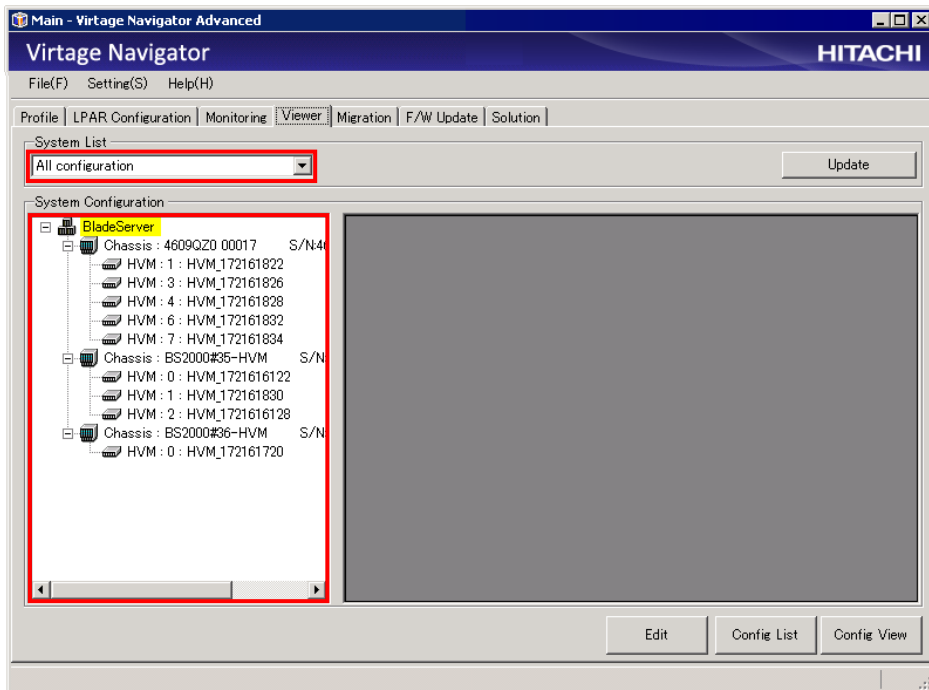 Main - Virtage Navigator Advanced
Virtage Navigator
HITACHI
File(F) Setting(S) Help(H)
Profile LPAR Configuration Monitoring Viewer Migration F/W Update Solution
System List
All configuration
Update
System Configuration
BladeServer
Chassis : 4609QZ0 00017 S/N:4
HVM : 1 : HVM_172161822
HVM : 3 : HVM_172161826
HVM : 4 : HVM_172161828
HVM : 6 : HVM_172161832
HVM : 7 : HVM_172161834
Chassis : BS2000#35-HVM S/N
HVM : 0 : HVM_1721616122
HVM : 1 : HVM_172161830
HVM : 2 : HVM_1721616128
Chassis : BS2000#36-HVM S/N
HVM : 0 : HVM_172161720
Edit Config List Config View